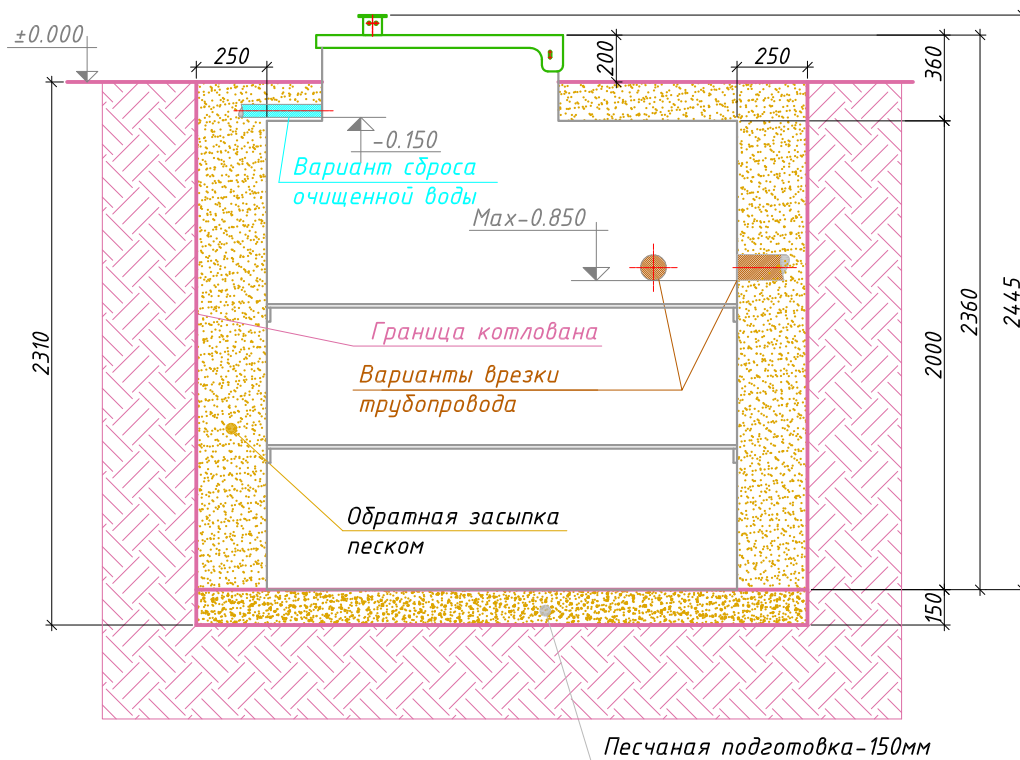 ±0.000
250
200
250
360
-0.150
Вариант сброса
очищенной воды
Max-0.850
2445
2360
2310
Граница котлована
2000
Варианты врезки
трубопровода
Обратная засыпка
песком
150
Песчаная подготовка-150мм